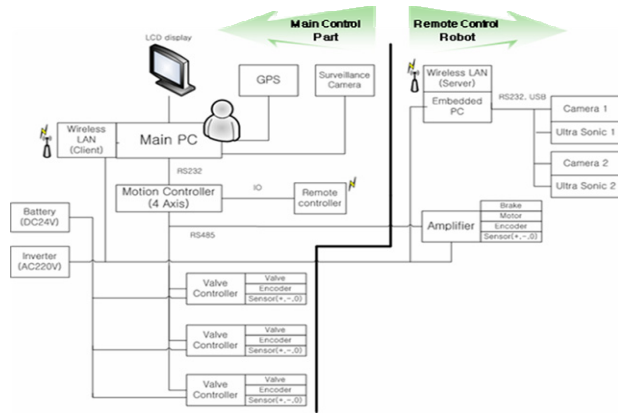 Main Control
Part
Remote Control
Robot
LCD display
GPS
Surveillance
Camera
Wireless
LAN
(Client)
Main PC
RS232
Motion Controller
(4 Axis)
IO
Remote
controller
RS485
Battery
(DC24V)
Inverter
(AC220V)
Valve
Controller
Valve
Encoder
Sensor(+,-,0)
Valve
Controller
Valve
Encoder
Sensor(+,-,0)
Valve
Controller
Valve
Encoder
Sensor(+,-,0)
Wireless LAN
(Server)
Embedded
PC
RS232, USB
Camera 1
Ultra Sonic 1
Camera 2
Ultra Sonic 2
Amplifier
Brake
Motor
Encoder
Sensor(+,-,0)